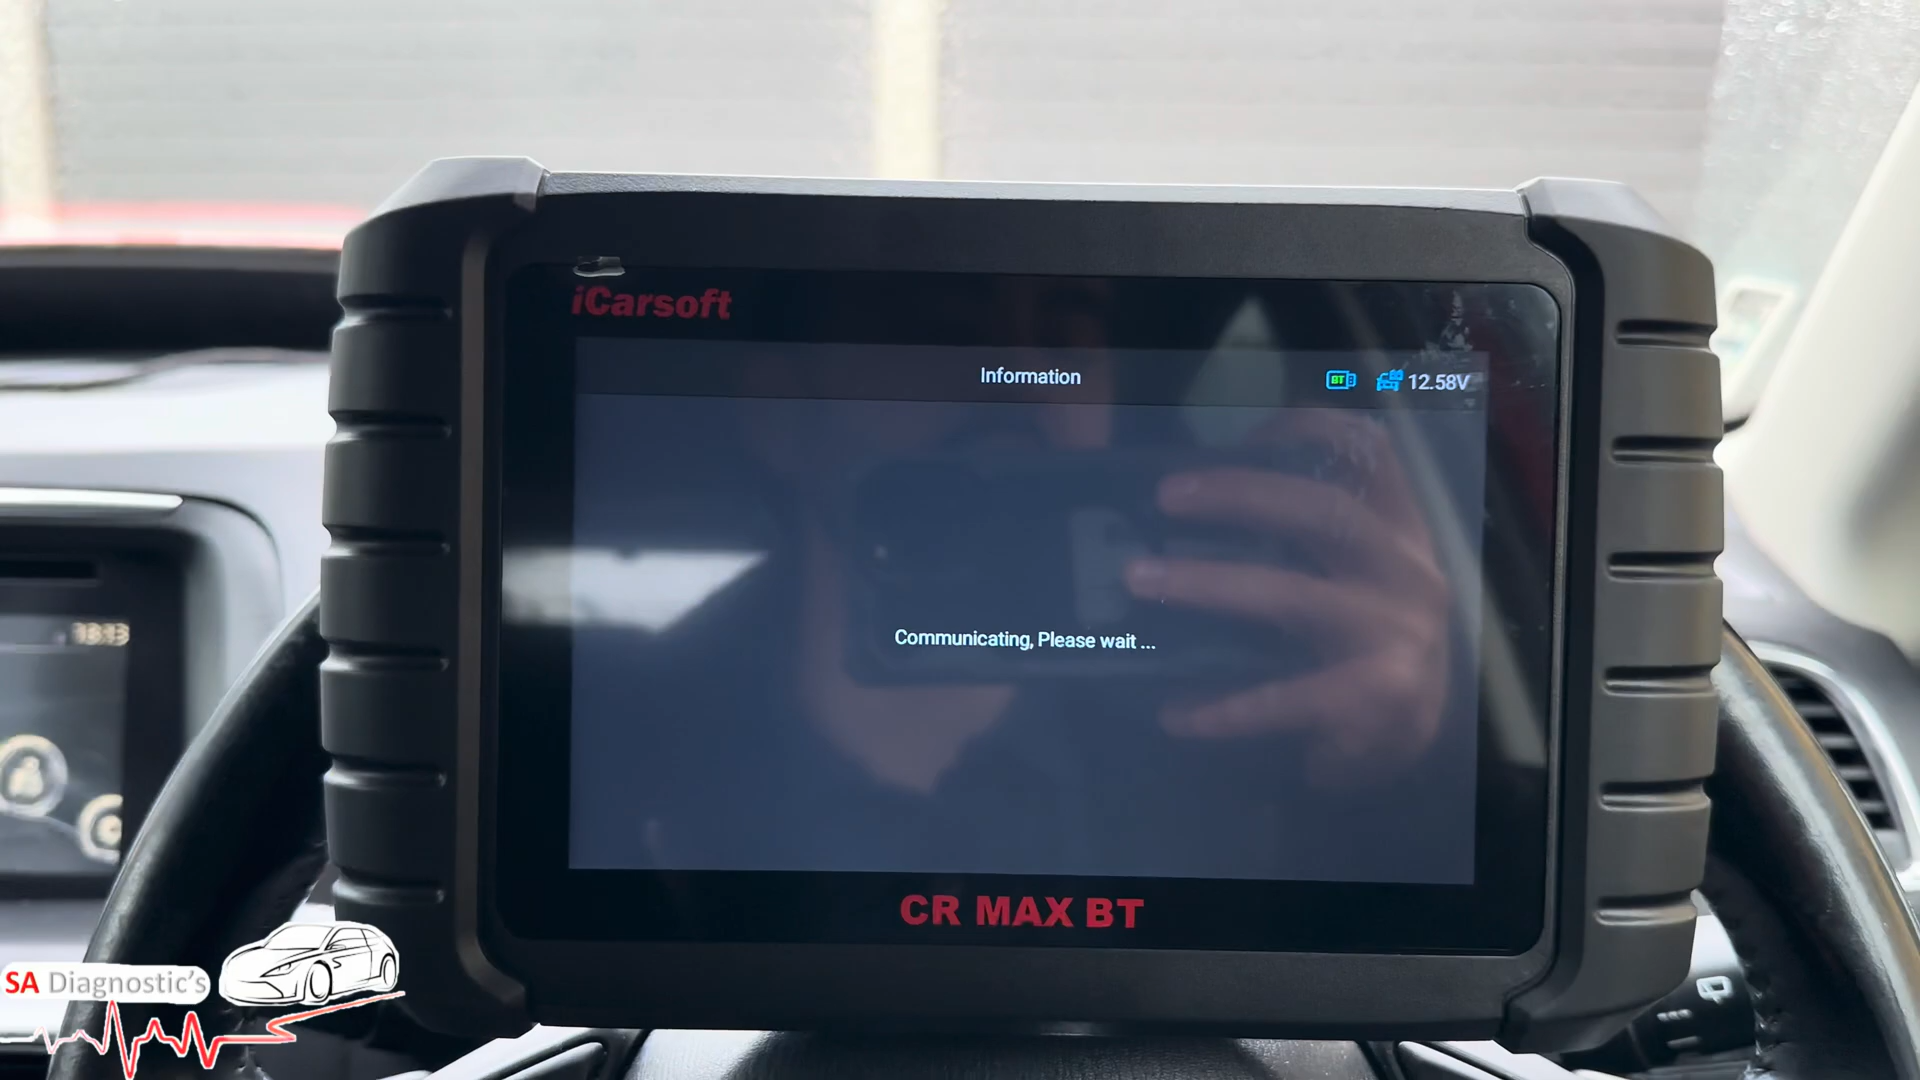 iCarsoft
Information
BT
12.58V
Communicating, Please wait ...
CR MAX BT
SA Diagnostic's